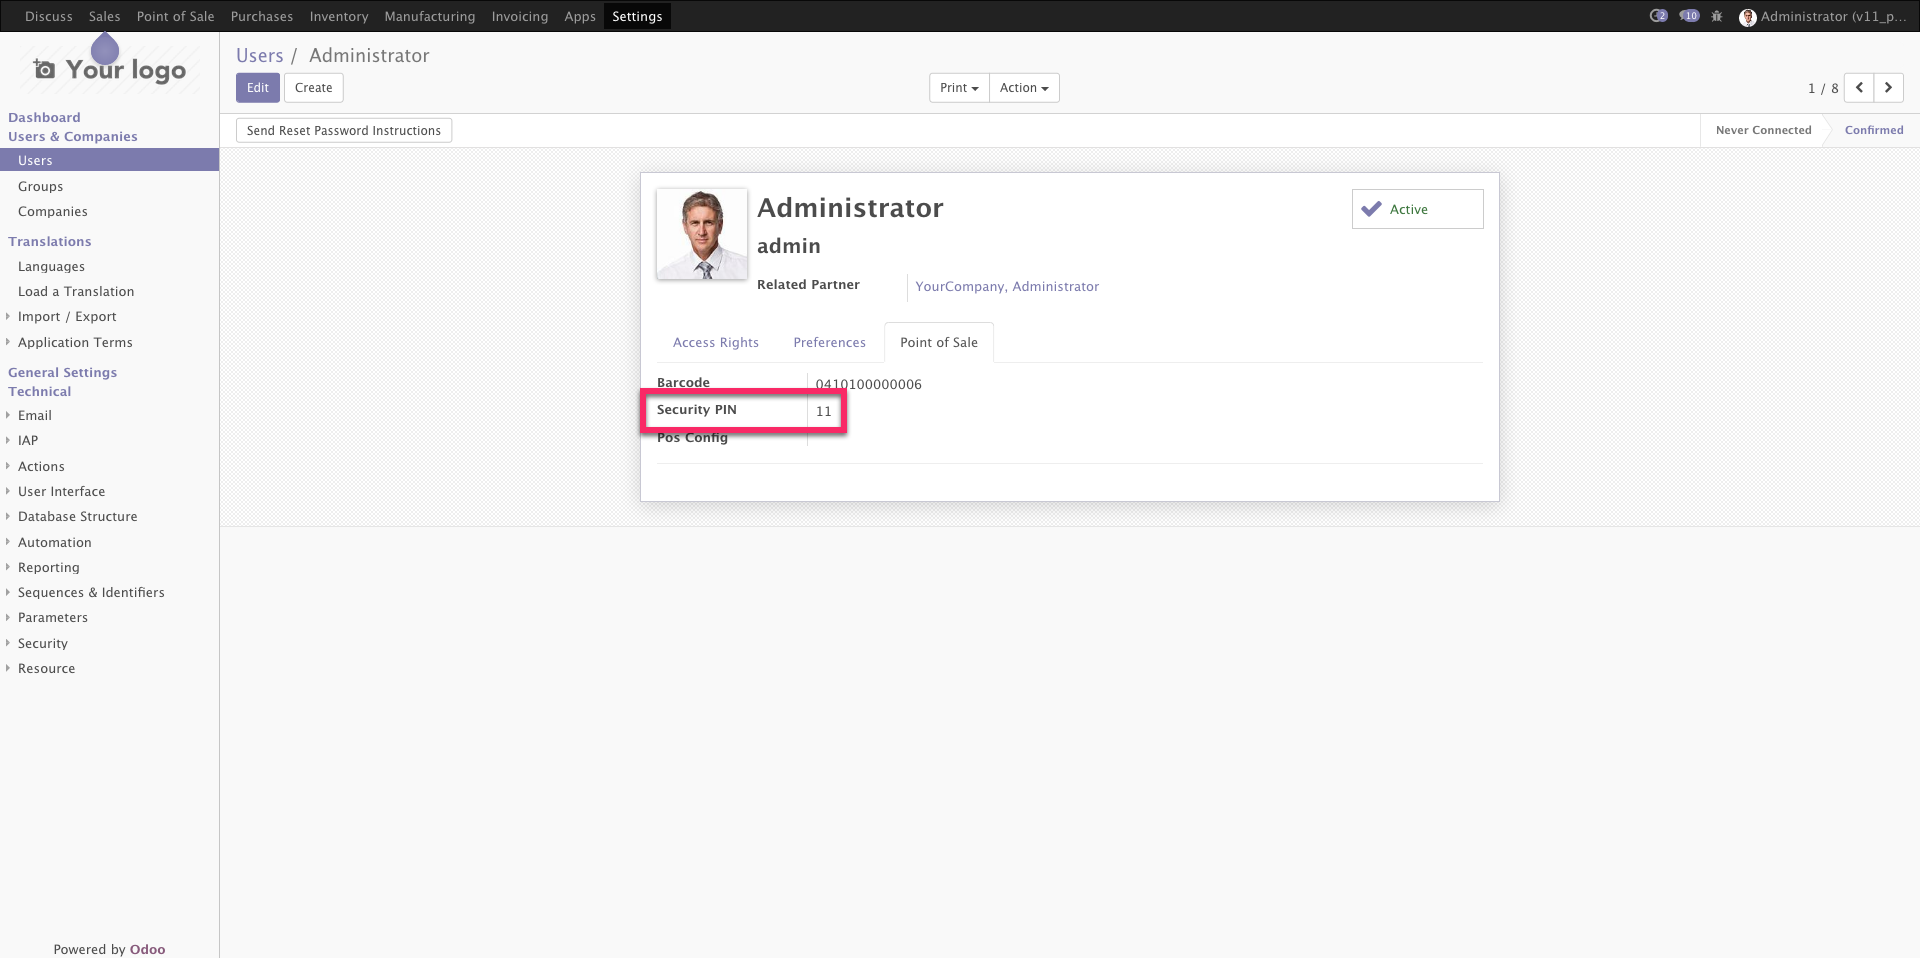 Discuss Sales Point of Sale Purchases Inventory Manufacturing Invoicing Apps Settings 2 10 Administrator (v11_p...
Your logo
Users / Administrator
Edit Create Print Action 1 / 8
Send Reset Password Instructions Never Connected Confirmed
Dashboard
Users & Companies
Users
Groups
Companies
Translations
Languages
Load a Translation
Import / Export
Application Terms
General Settings
Technical
Email
IAP
Actions
User Interface
Database Structure
Automation
Reporting
Sequences & Identifiers
Parameters
Security
Resource
Powered by Odoo
Administrator
Active
admin
Related Partner YourCompany, Administrator
Access Rights Preferences Point of Sale
Barcode 0410100000006
Security PIN 11
Pos Config